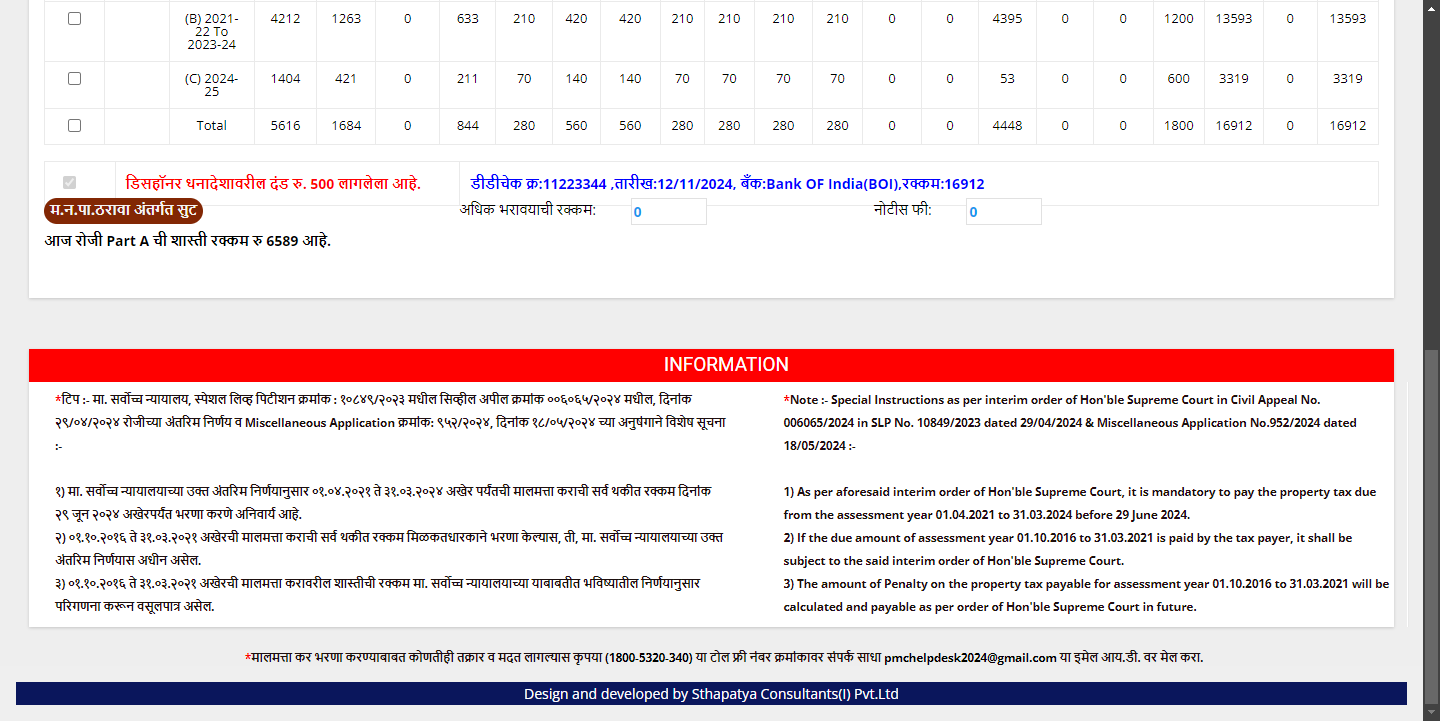 (B) 2021-22 To 2023-24 4212 1263 0 633 210 420 420 210 210 210 210 0 0 4395 0 0 1200 13593 0 13593
(C) 2024-25 1404 421 0 211 70 140 140 70 70 70 70 0 0 53 0 0 600 3319 0 3319
Total 5616 1684 0 844 280 560 560 280 280 280 280 0 0 4448 0 0 1800 16912 0 16912
डिसहॉनर धनादेशावरील दंड रु. 500 लागलेला आहे. डीडीचेक क्र:11223344 ,तारीख:12/11/2024, बँक:Bank OF India(BOI),रक्कम:16912
म.न.पा.ठरावा अंतर्गत सुट अधिक भरावयाची रक्कम: 0 नोटीस फी: 0
आज रोजी Part A ची शास्ती रक्कम रु 6589 आहे.
INFORMATION
*टिप :- मा. सर्वोच्च न्यायालय, स्पेशल लिव्ह पिटीशन क्रमांक : १०८४९/२०२३ मधील सिव्हील अपील क्रमांक ००६०६५/२०२४ मधील, दिनांक
२९/०४/२०२४ रोजीच्या अंतरिम निर्णय व Miscellaneous Application क्रमांक: ९५२/२०२४, दिनांक १८/०५/२०२४ च्या अनुषंगाने विशेष सूचना
:-
१) मा. सर्वोच्च न्यायालयाच्या उक्त अंतरिम निर्णयानुसार ०१.०४.२०२१ ते ३१.०३.२०२४ अखेर पर्यंतची मालमत्ता कराची सर्व थकीत रक्कम दिनांक
२९ जून २०२४ अखेरपर्यंत भरणा करणे अनिवार्य आहे.
२) ०१.१०.२०१६ ते ३१.०३.२०२१ अखेरची मालमत्ता कराची सर्व थकीत रक्कम मिळकतधारकाने भरणा केल्यास, ती, मा. सर्वोच्च न्यायालयाच्या उक्त
अंतरिम निर्णयास अधीन असेल.
३) ०१.१०.२०१६ ते ३१.०३.२०२१ अखेरची मालमत्ता करावरील शास्तीची रक्कम मा. सर्वोच्च न्यायालयाच्या याबाबतीत भविष्यातील निर्णयानुसार
परिगणना करून वसूलपात्र असेल.
*Note :- Special Instructions as per interim order of Hon'ble Supreme Court in Civil Appeal No.
006065/2024 in SLP No. 10849/2023 dated 29/04/2024 & Miscellaneous Application No.952/2024 dated
18/05/2024 :-
1) As per aforesaid interim order of Hon'ble Supreme Court, it is mandatory to pay the property tax due
from the assessment year 01.04.2021 to 31.03.2024 before 29 June 2024.
2) If the due amount of assessment year 01.10.2016 to 31.03.2021 is paid by the tax payer, it shall be
subject to the said interim order of Hon'ble Supreme Court.
3) The amount of Penalty on the property tax payable for assessment year 01.10.2016 to 31.03.2021 will be
calculated and payable as per order of Hon'ble Supreme Court in future.
*मालमत्ता कर भरणा करण्याबाबत कोणतीही तक्रार व मदत लागल्यास कृपया (1800-5320-340) या टोल फ्री नंबर क्रमांकावर संपर्क साधा pmchelpdesk2024@gmail.com या इमेल आय.डी. वर मेल करा.
Design and developed by Sthapatya Consultants(I) Pvt.Ltd